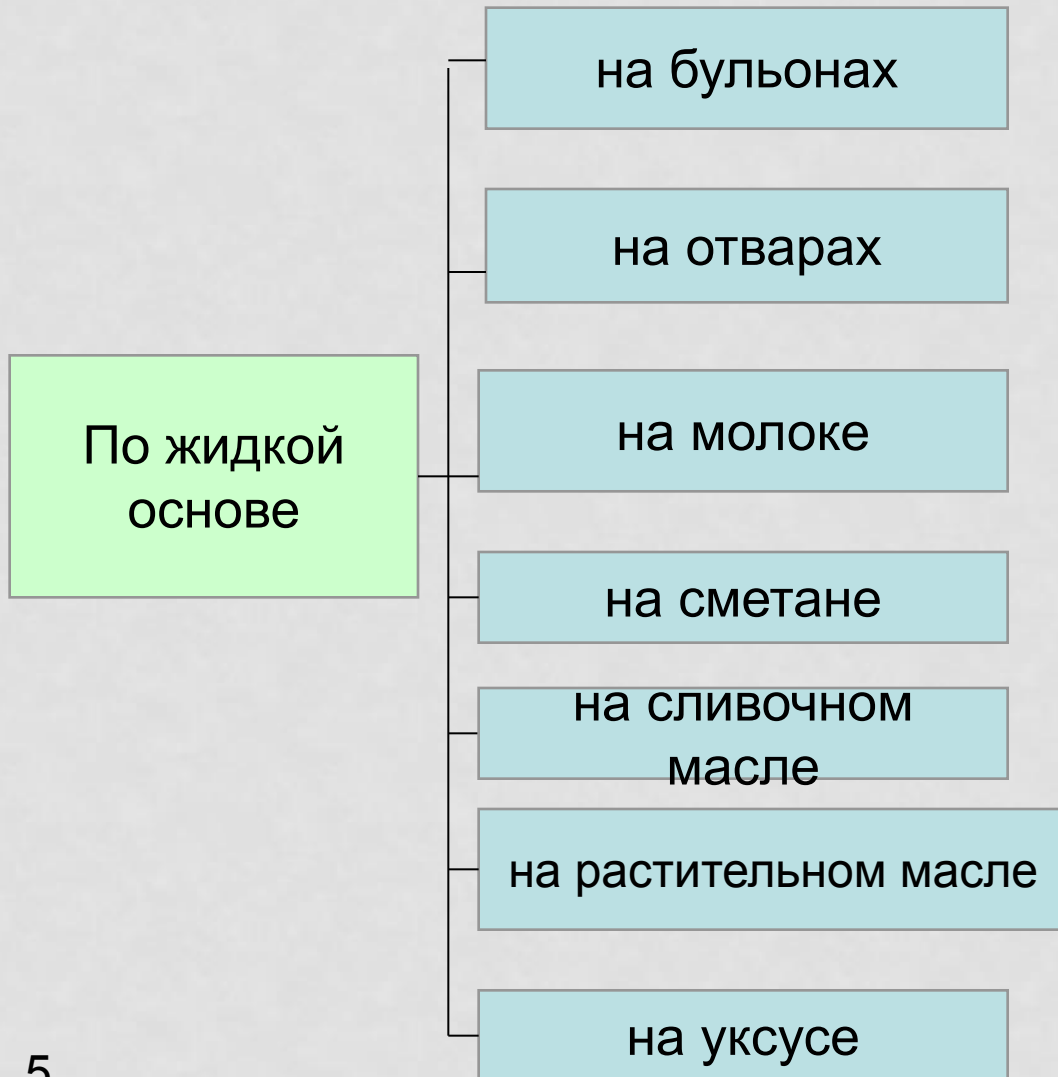 на бульонах
на отварах
По жидкой
основе
на молоке
на сметане
на сливочном
масле
на растительном масле
на уксусе
5